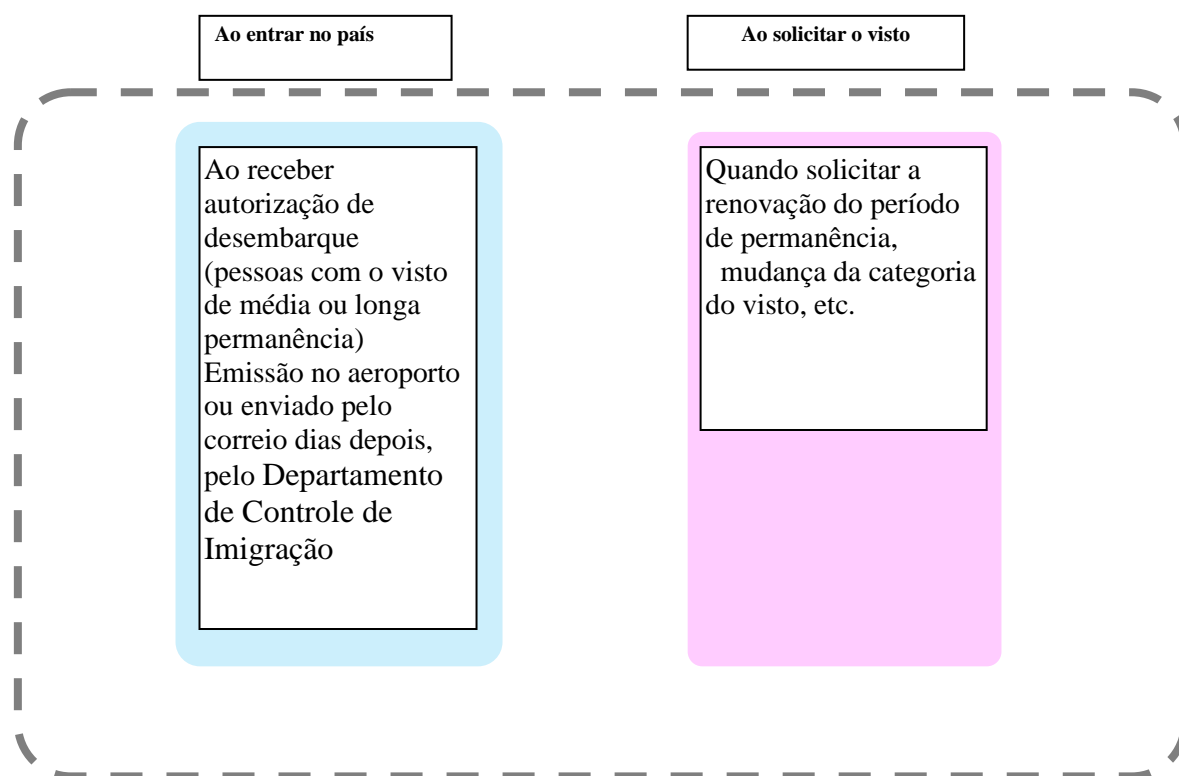 Ao entrar no país
Ao solicitar o visto
Ao receber
autorização de
desembarque
(pessoas com o visto
de média ou longa
permanência)
Emissão no aeroporto
ou enviado pelo
correio dias depois,
pelo Departamento
de Controle de
Imigração
Quando solicitar a
renovação do período
de permanência,
mudança da categoria
do visto, etc.